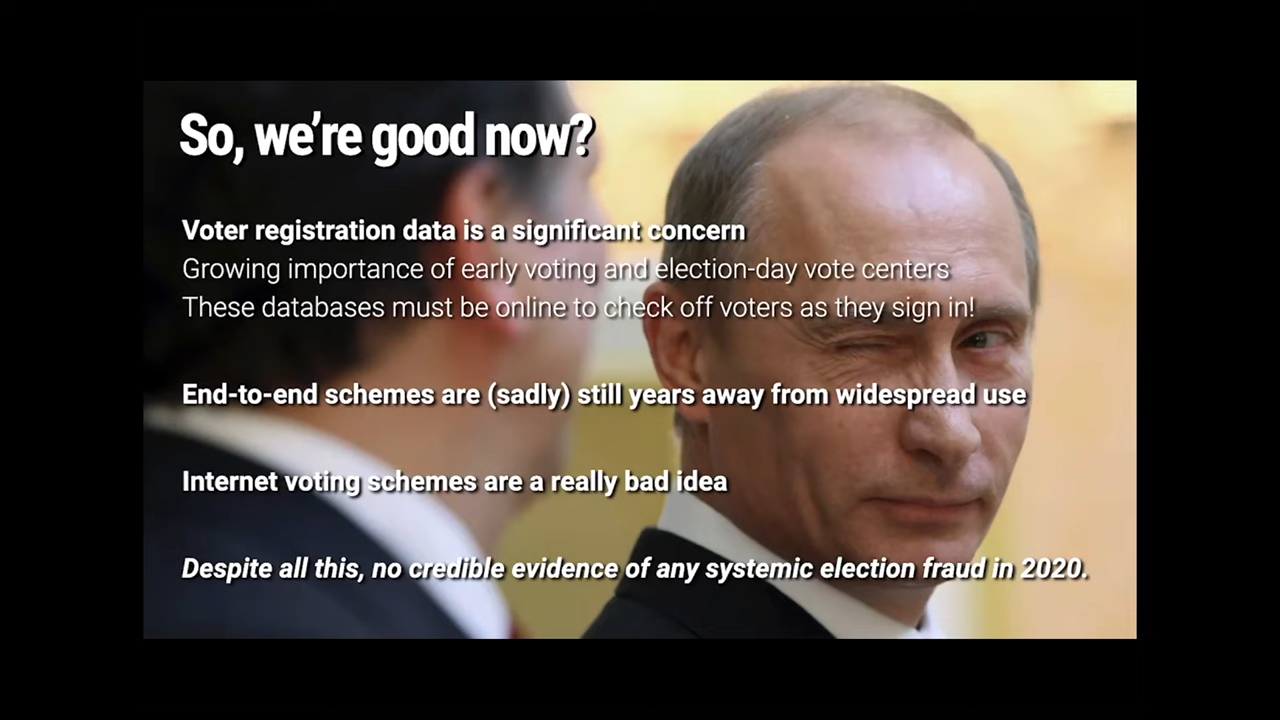 So, we're good now?
Voter registration data is a significant concern
Growing importance of early voting and election-day vote centers
These databases must be online to check off voters as they sign in!
End-to-end schemes are (sadly) still years away from widespread use
Internet voting schemes are a really bad idea
Despite all this, no credible evidence of any systemic election fraud in 2020.